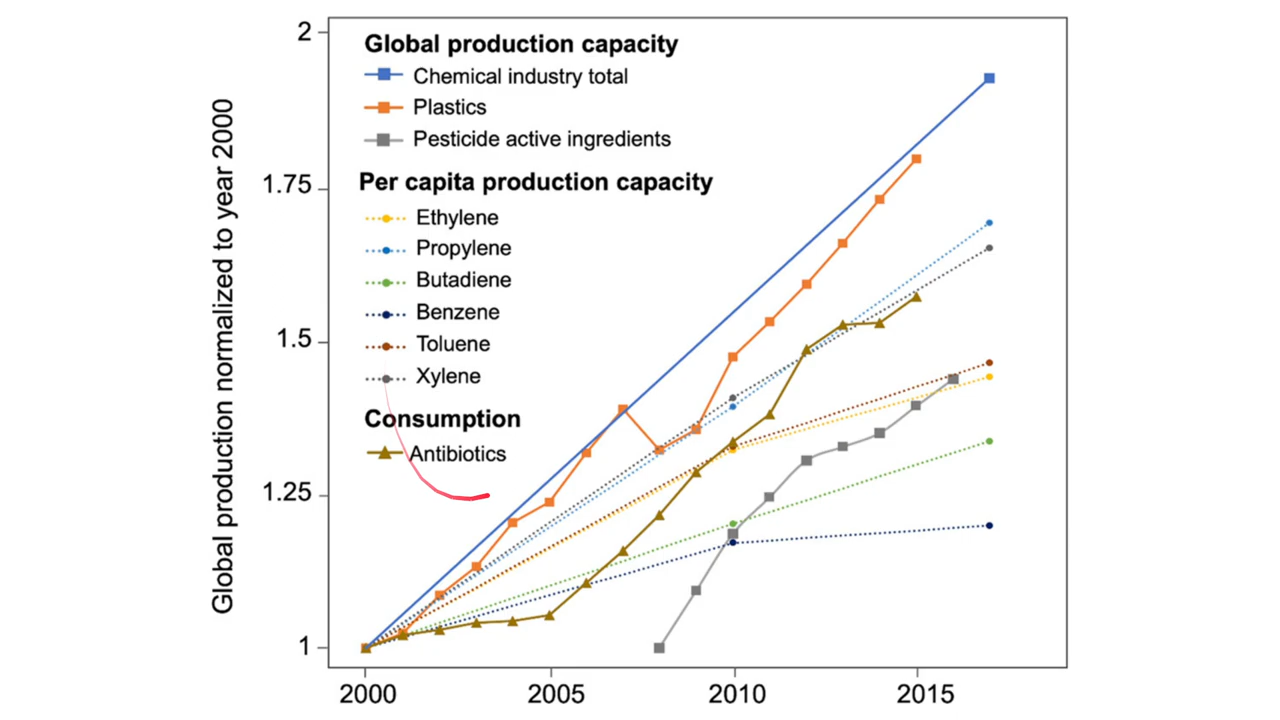 Global production normalized to year 2000
2
1.75
1.5
1.25
1
Global production capacity
Chemical industry total
Plastics
Pesticide active ingredients
Per capita production capacity
Ethylene
Propylene
Butadiene
Benzene
Toluene
Xylene
Consumption
Antibiotics
2000 2005 2010 2015